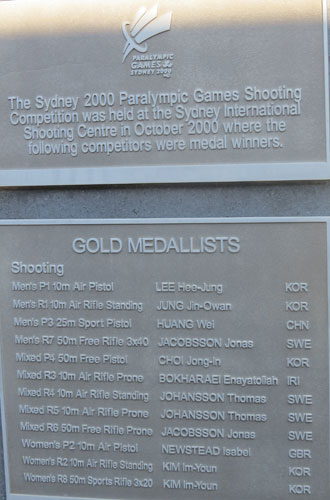 PARALYMPIC
GAMES
SYDNEY 2000
The Sydney 2000 Paralympic Games Shooting
Competition was held at the Sydney International
Shooting Centre in October 2000 where the
following competitors were medal winners.
GOLD MEDALLISTS
Shooting
Men's P1 10m Air Pistol LEE Hee-Jung KOR
Men's R1 10m Air Rifle Standing JUNG Jin-Owan KOR
Men's P3 25m Sport Pistol HUANG Wei CHN
Men's R7 50m Free Rifle 3x40 JACOBSSON Jonas SWE
Mixed P4 50m Free Pistol CHOI Jong-In KOR
Mixed R3 10m Air Rifle Prone BOKHARAEI Enayatollah IRI
Mixed R4 10m Air Rifle Standing JOHANSSON Thomas SWE
Mixed R5 10m Air Rifle Prone JOHANSSON Thomas SWE
Mixed R6 50m Free Rifle Prone JACOBSSON Jonas SWE
Women's P2 10m Air Pistol NEWSTEAD Isabel GBR
Women's R2 10m Air Rifle Standing KIM Im-Youn KOR
Women's R8 50m Sport Rifle 3x20 KIM Im-Youn KOR